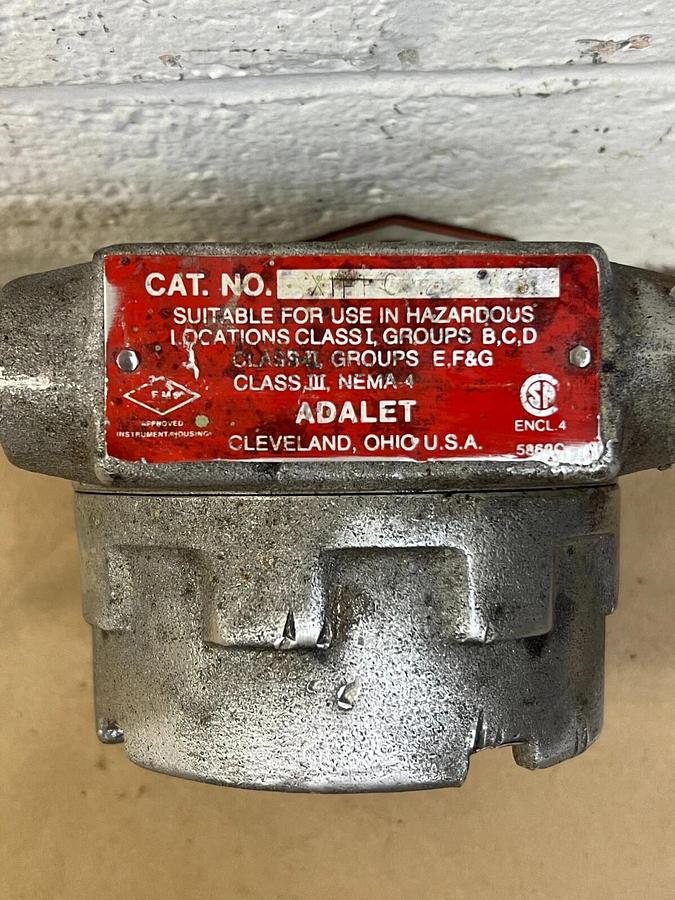 CAT. NO.
SUITABLE FOR USE IN HAZARDOUS
LOCATIONS CLASS I, GROUPS B,C,D
CLASS II, GROUPS E,F&G
CLASS III, NEMA 4
FM
APPROVED
INSTRUMENT HOUSING
ADALET
CLEVELAND, OHIO U.S.A.
SA
ENCL.4